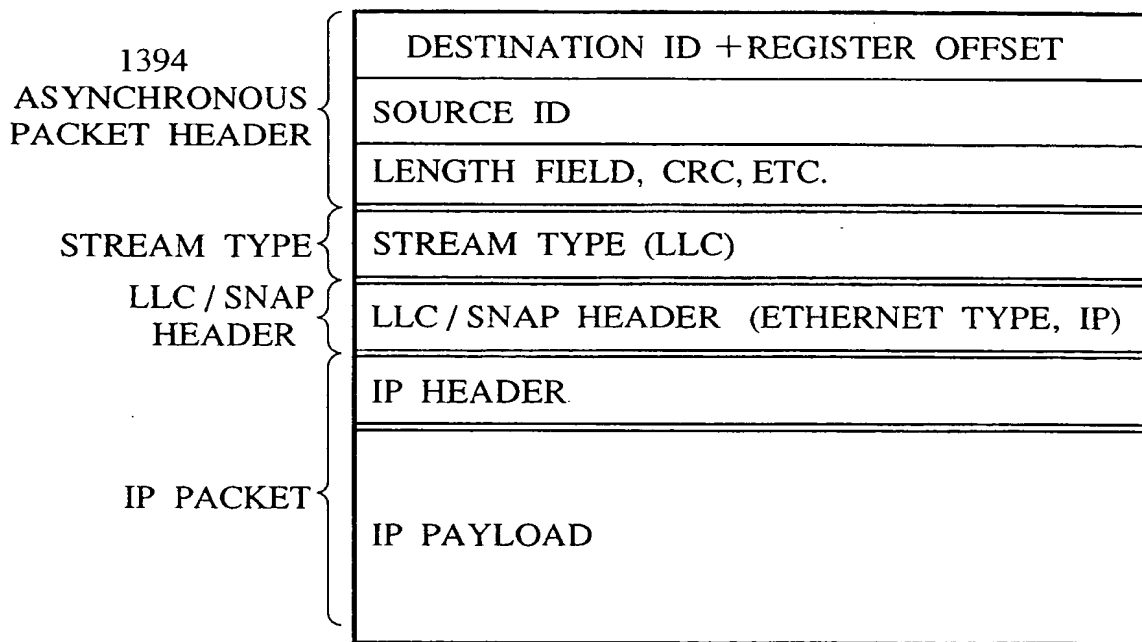 1394
ASYNCHRONOUS
PACKET HEADER
DESTINATION ID +REGISTER OFFSET
SOURCE ID
LENGTH FIELD, CRC, ETC.
STREAM TYPE
STREAM TYPE (LLC)
LLC / SNAP
HEADER
LLC / SNAP HEADER (ETHERNET TYPE, IP)
IP PACKET
IP HEADER
IP PAYLOAD